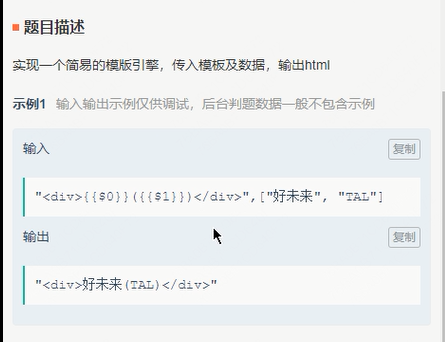 题目描述
实现一个简易的模版引擎，传入模板及数据，输出html
示例1 输入输出示例仅供调试，后台判题数据一般不包含示例
输入
复制
"<div>{{$0}}({{$1}})</div>",["好未来", "TAL"]
输出
复制
"<div>好未来(TAL)</div>"